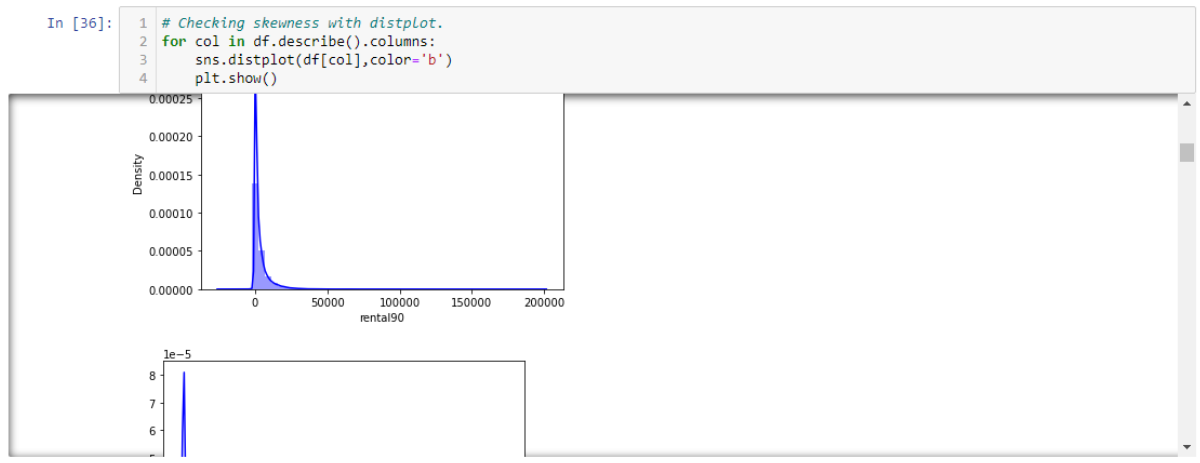 In [36]:
1 # Checking skewness with distplot.
2 for col in df.describe().columns:
3     sns.distplot(df[col],color='b')
4     plt.show()
0.00025
0.00020
0.00015
0.00010
0.00005
0.00000
Density
0
50000
100000
150000
200000
rental90
1e-5
8
7
6